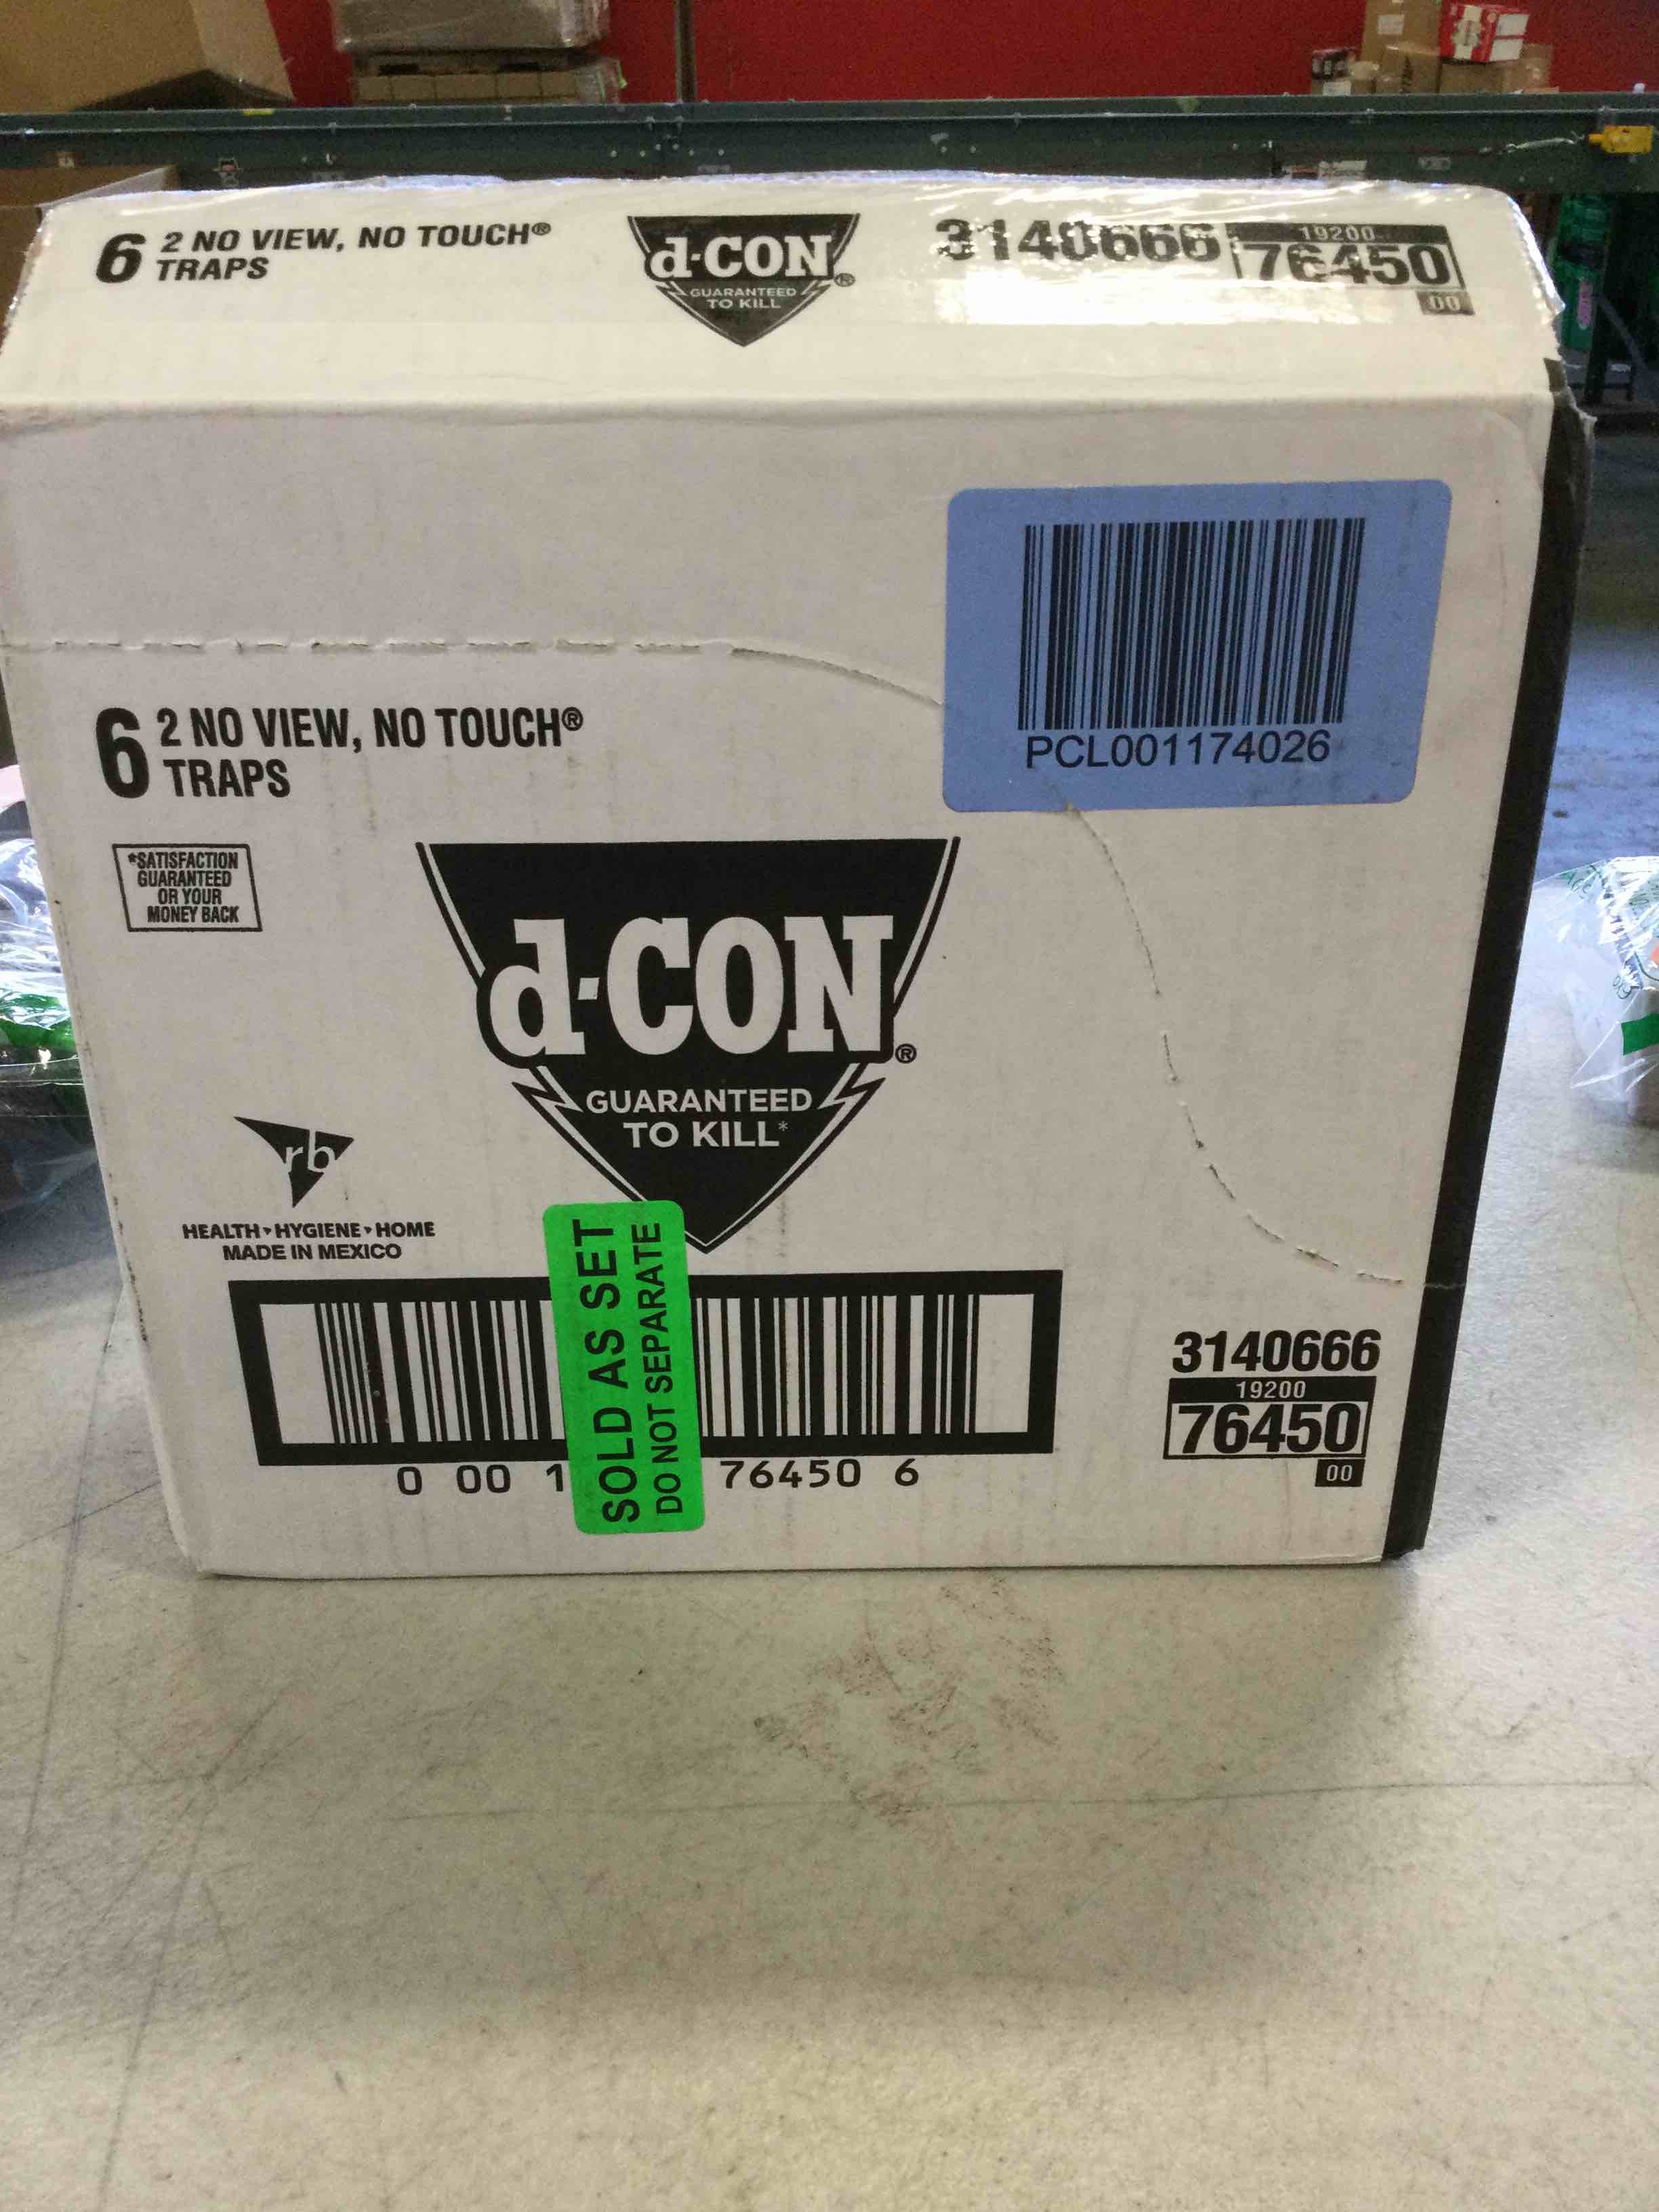 6 2 NO VIEW, NO TOUCH®
TRAPS
d-CON®
GUARANTEED
TO KILL
3140666
19200
76450
00
PCL001174026
6 2 NO VIEW, NO TOUCH®
TRAPS
*SATISFACTION
GUARANTEED
OR YOUR
MONEY BACK
d-CON®
GUARANTEED
TO KILL*
rb
HEALTH • HYGIENE • HOME
MADE IN MEXICO
SOLD AS SET
DO NOT SEPARATE
0 00 1
76450 6
3140666
19200
76450
00